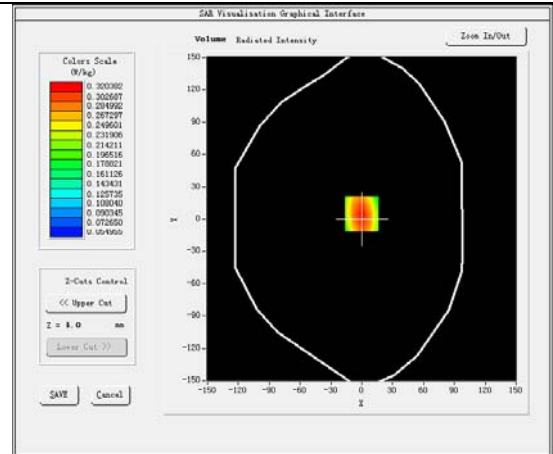 SAR Visualisation Graphical Interface
Volume Radiated Intensity
Zoom In/Out
Colors Scale
(W/kg)
0.320382
0.302687
0.284992
0.267297
0.249601
0.231906
0.214211
0.196516
0.178821
0.161126
0.143431
0.125735
0.108040
0.090345
0.072650
0.054955
150
120
90
60
30
0
-30
-60
-90
-120
-150
Y
-150 -120 -90 -60 -30 0 30 60 90 120 150
X
Z-Cuts Control
<< Upper Cut
Z = 4.0 mm
Lower Cut >>
SAVE Cancel